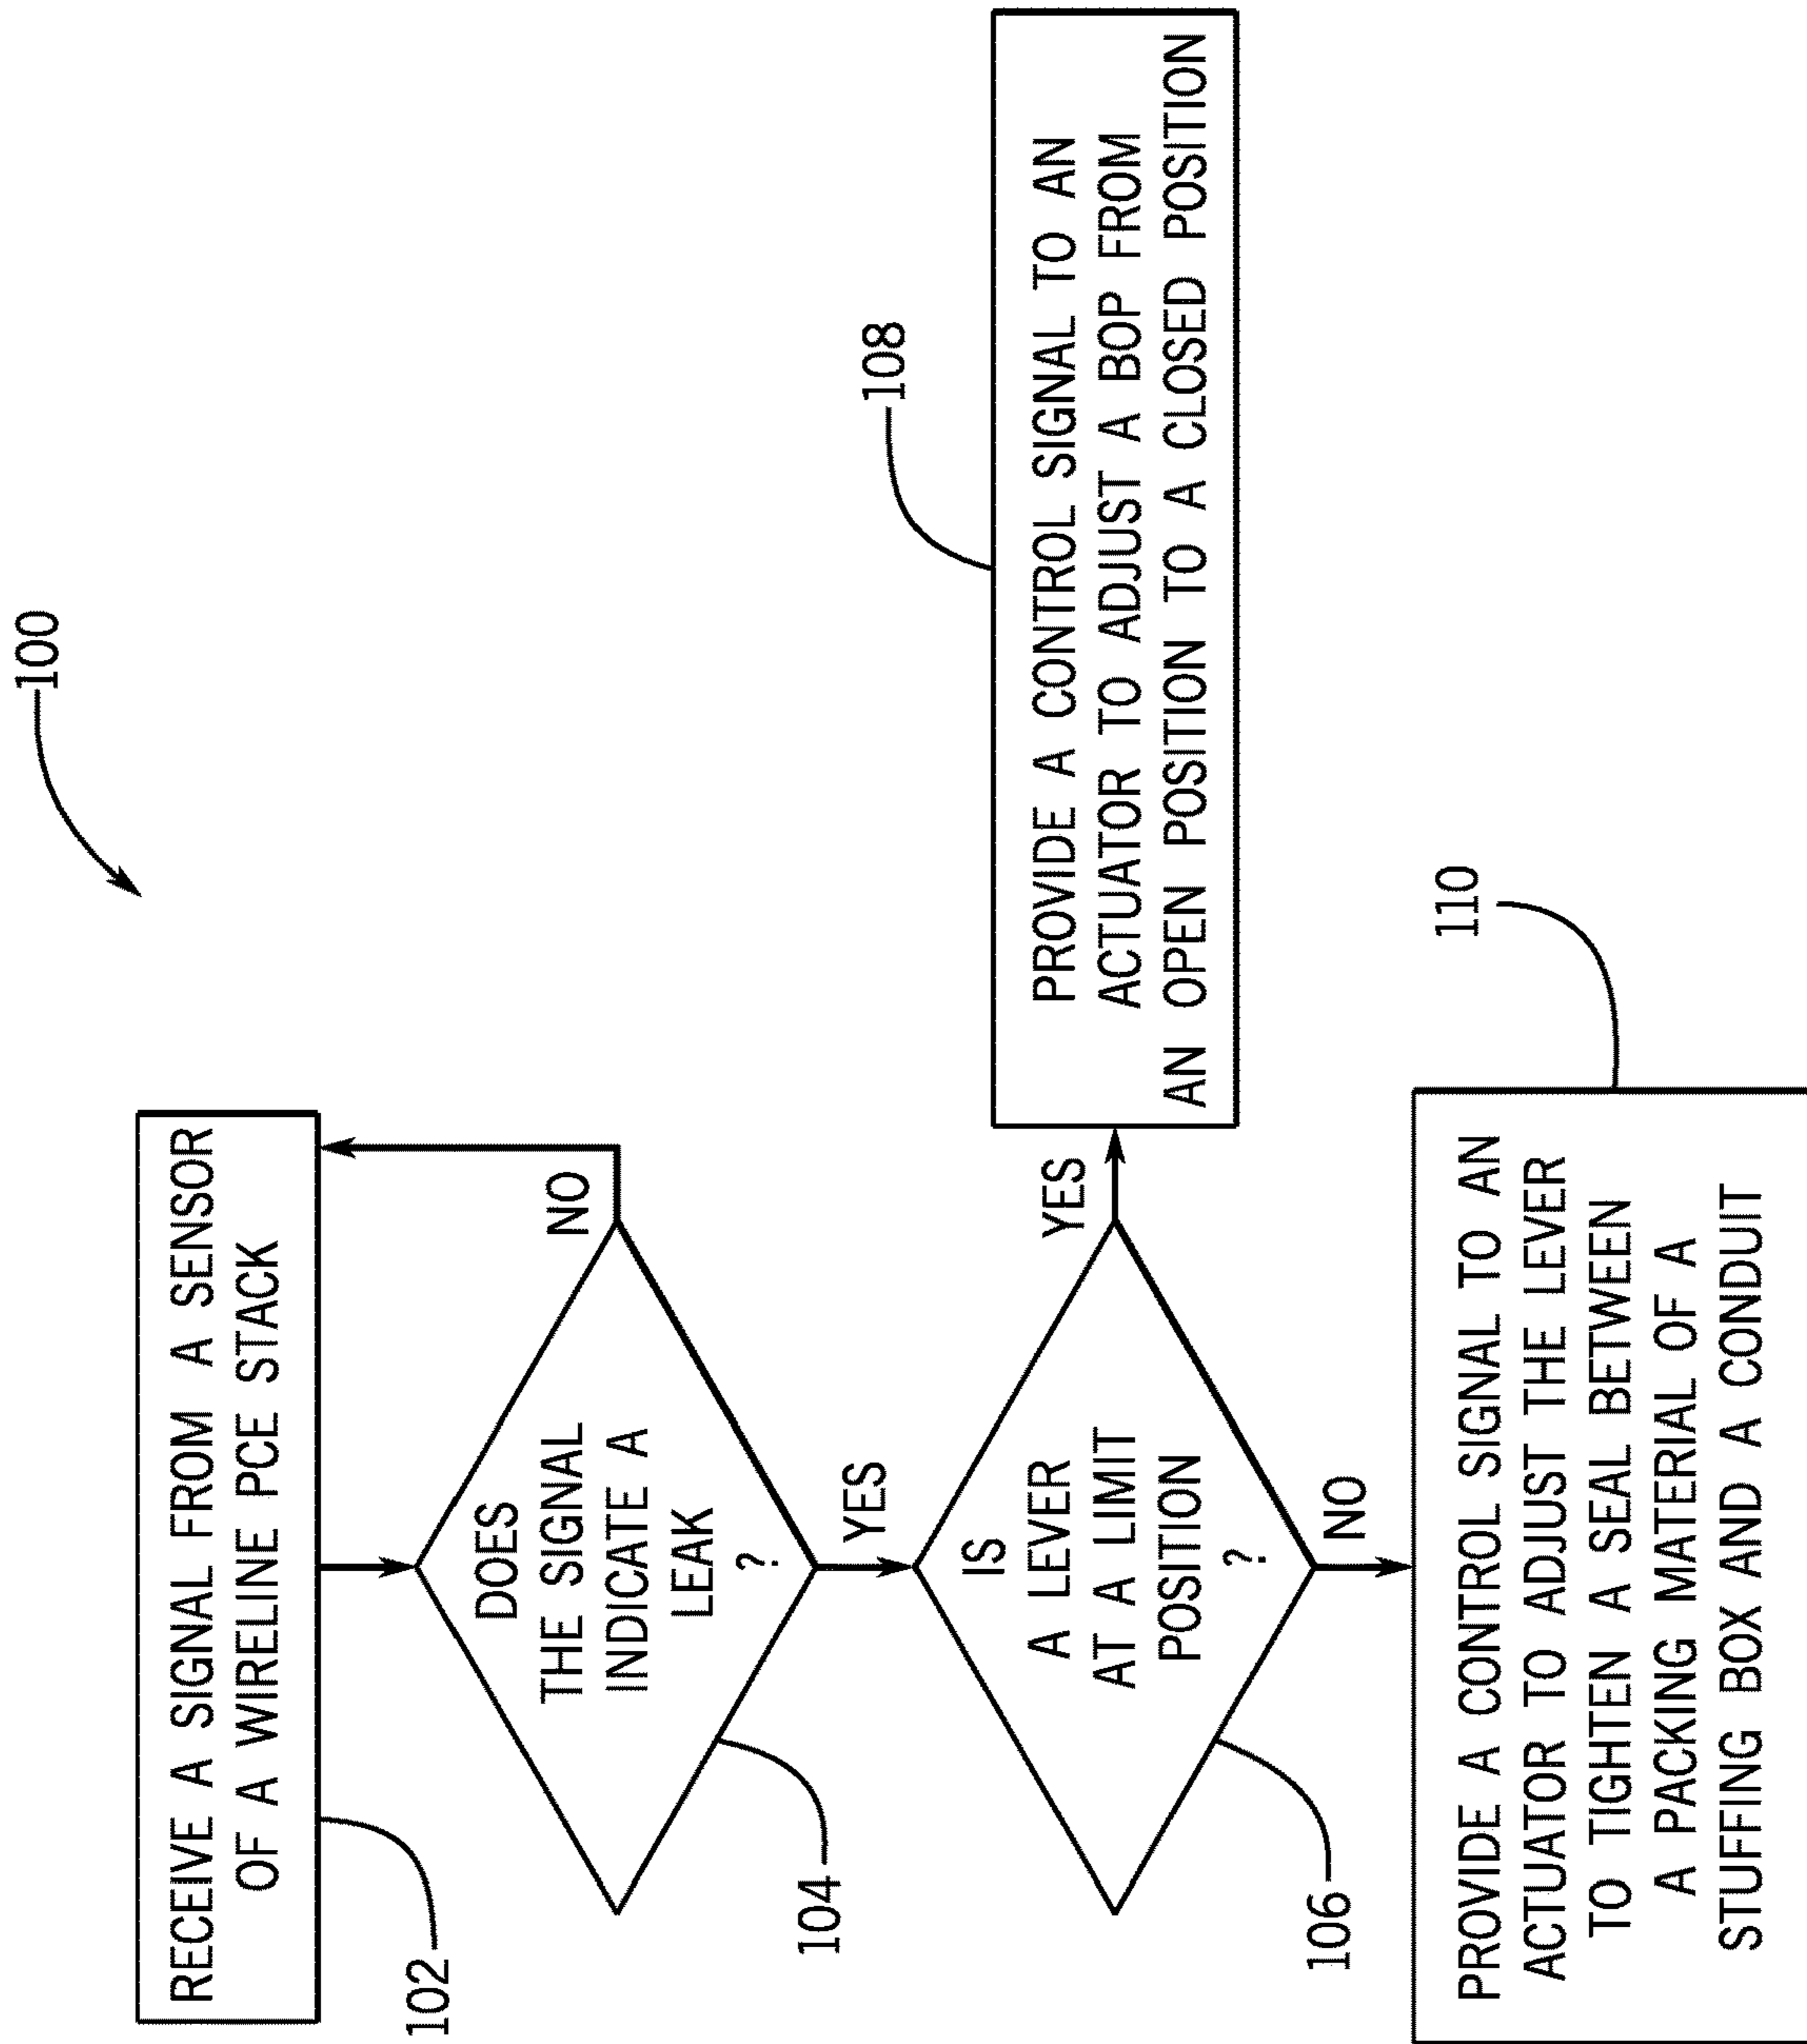 100
RECEIVE A SIGNAL FROM A SENSOR
OF A WIRELINE PCE STACK
102
DOES
THE SIGNAL
INDICATE A
LEAK
?
NO
104
YES
IS
A LEVER
AT A LIMIT
POSITION
?
YES
106
108
PROVIDE A CONTROL SIGNAL TO AN
ACTUATOR TO ADJUST A BOP FROM
AN OPEN POSITION TO A CLOSED POSITION
NO
110
PROVIDE A CONTROL SIGNAL TO AN
ACTUATOR TO ADJUST THE LEVER
TO TIGHTEN A SEAL BETWEEN
A PACKING MATERIAL OF A
STUFFING BOX AND A CONDUIT